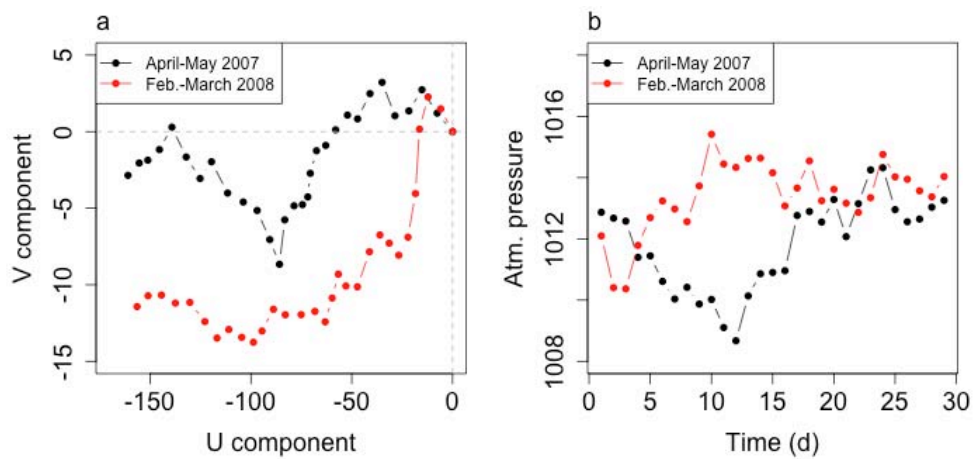 a
April-May 2007
Feb.-March 2008
5
0
-5
-10
-15
V component
-150
-100
-50
0
U component
b
April-May 2007
Feb.-March 2008
1016
1012
1008
Atm. pressure
0
5
10
15
20
25
30
Time (d)